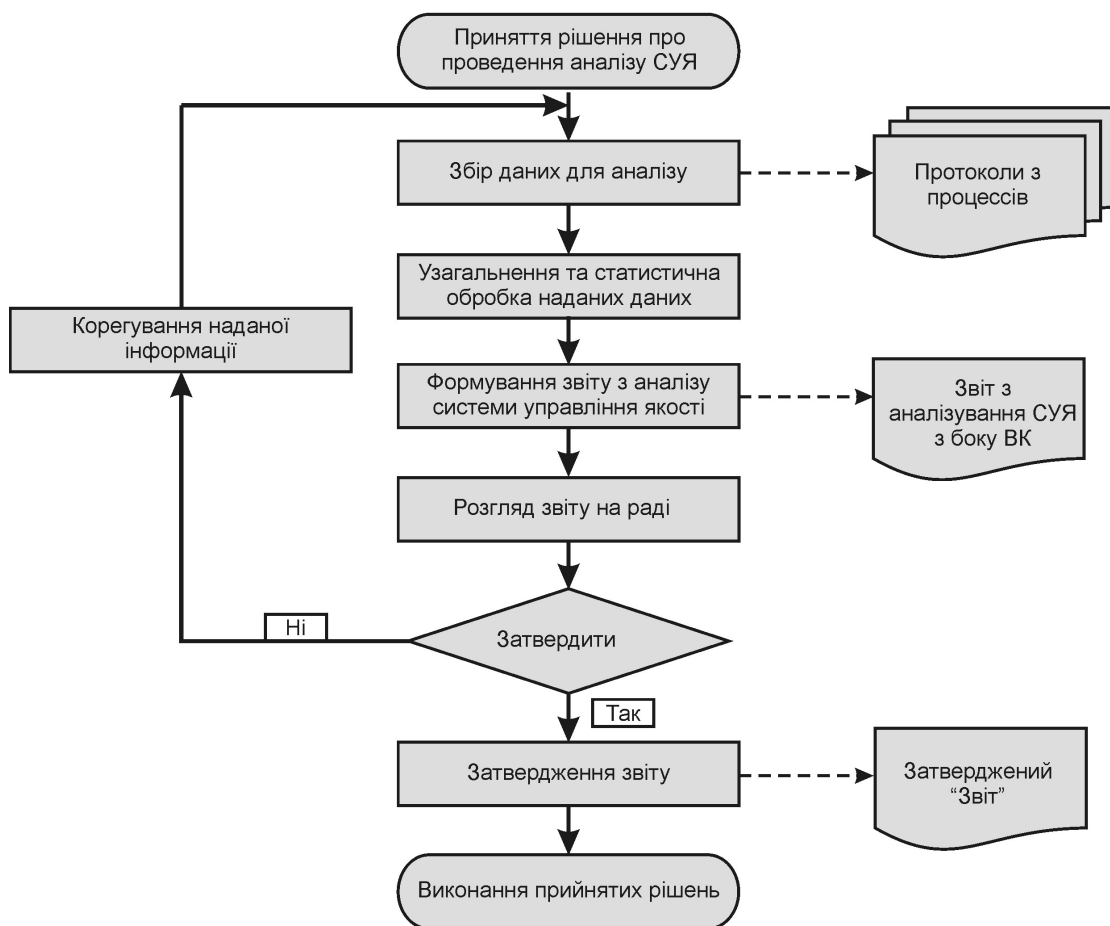 Приняття рішення про
проведення аналізу СУЯ
Збір даних для аналізу
Протоколи з
процессів
Узагальнення та статистична
обробка наданих даних
Корегування наданої
інформації
Формування звіту з аналізу
системи управління якості
Звіт з
аналізування СУЯ
з боку ВК
Розгляд звіту на раді
Затвердити
Ні
Так
Затвердження звіту
Затверджений
“Звіт”
Виконання прийнятих рішень